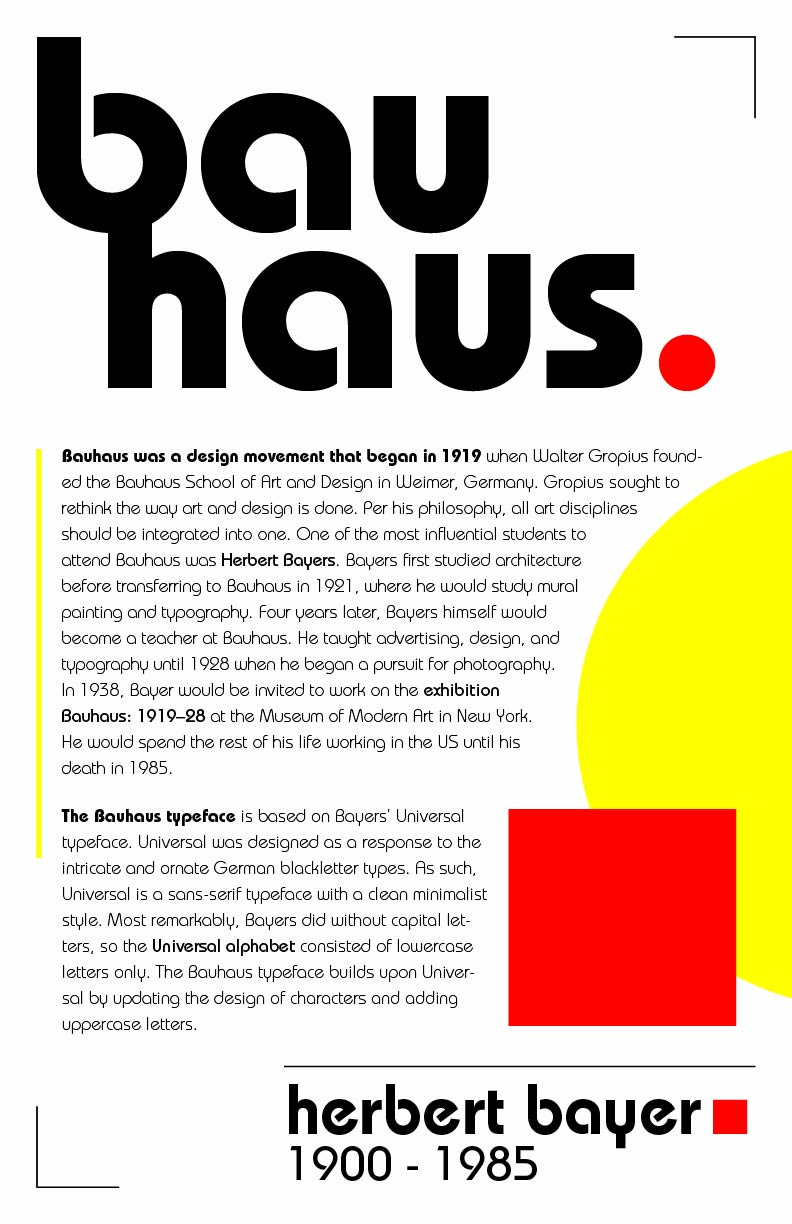 bau
haus.
Bauhaus was a design movement that began in 1919 when Walter Gropius found-
ed the Bauhaus School of Art and Design in Weimer, Germany. Gropius sought to
rethink the way art and design is done. Per his philosophy, all art disciplines
should be integrated into one. One of the most influential students to
attend Bauhaus was Herbert Bayers. Bayers first studied architecture
before transferring to Bauhaus in 1921, where he would study mural
painting and typography. Four years later, Bayers himself would
become a teacher at Bauhaus. He taught advertising, design, and
typography until 1928 when he began a pursuit for photography.
In 1938, Bayer would be invited to work on the exhibition
Bauhaus: 1919–28 at the Museum of Modern Art in New York.
He would spend the rest of his life working in the US until his
death in 1985.
The Bauhaus typeface is based on Bayers’ Universal
typeface. Universal was designed as a response to the
intricate and ornate German blackletter types. As such,
Universal is a sans-serif typeface with a clean minimalist
style. Most remarkably, Bayers did without capital let-
ters, so the Universal alphabet consisted of lowercase
letters only. The Bauhaus typeface builds upon Univer-
sal by updating the design of characters and adding
uppercase letters.
herbert bayer
1900 - 1985